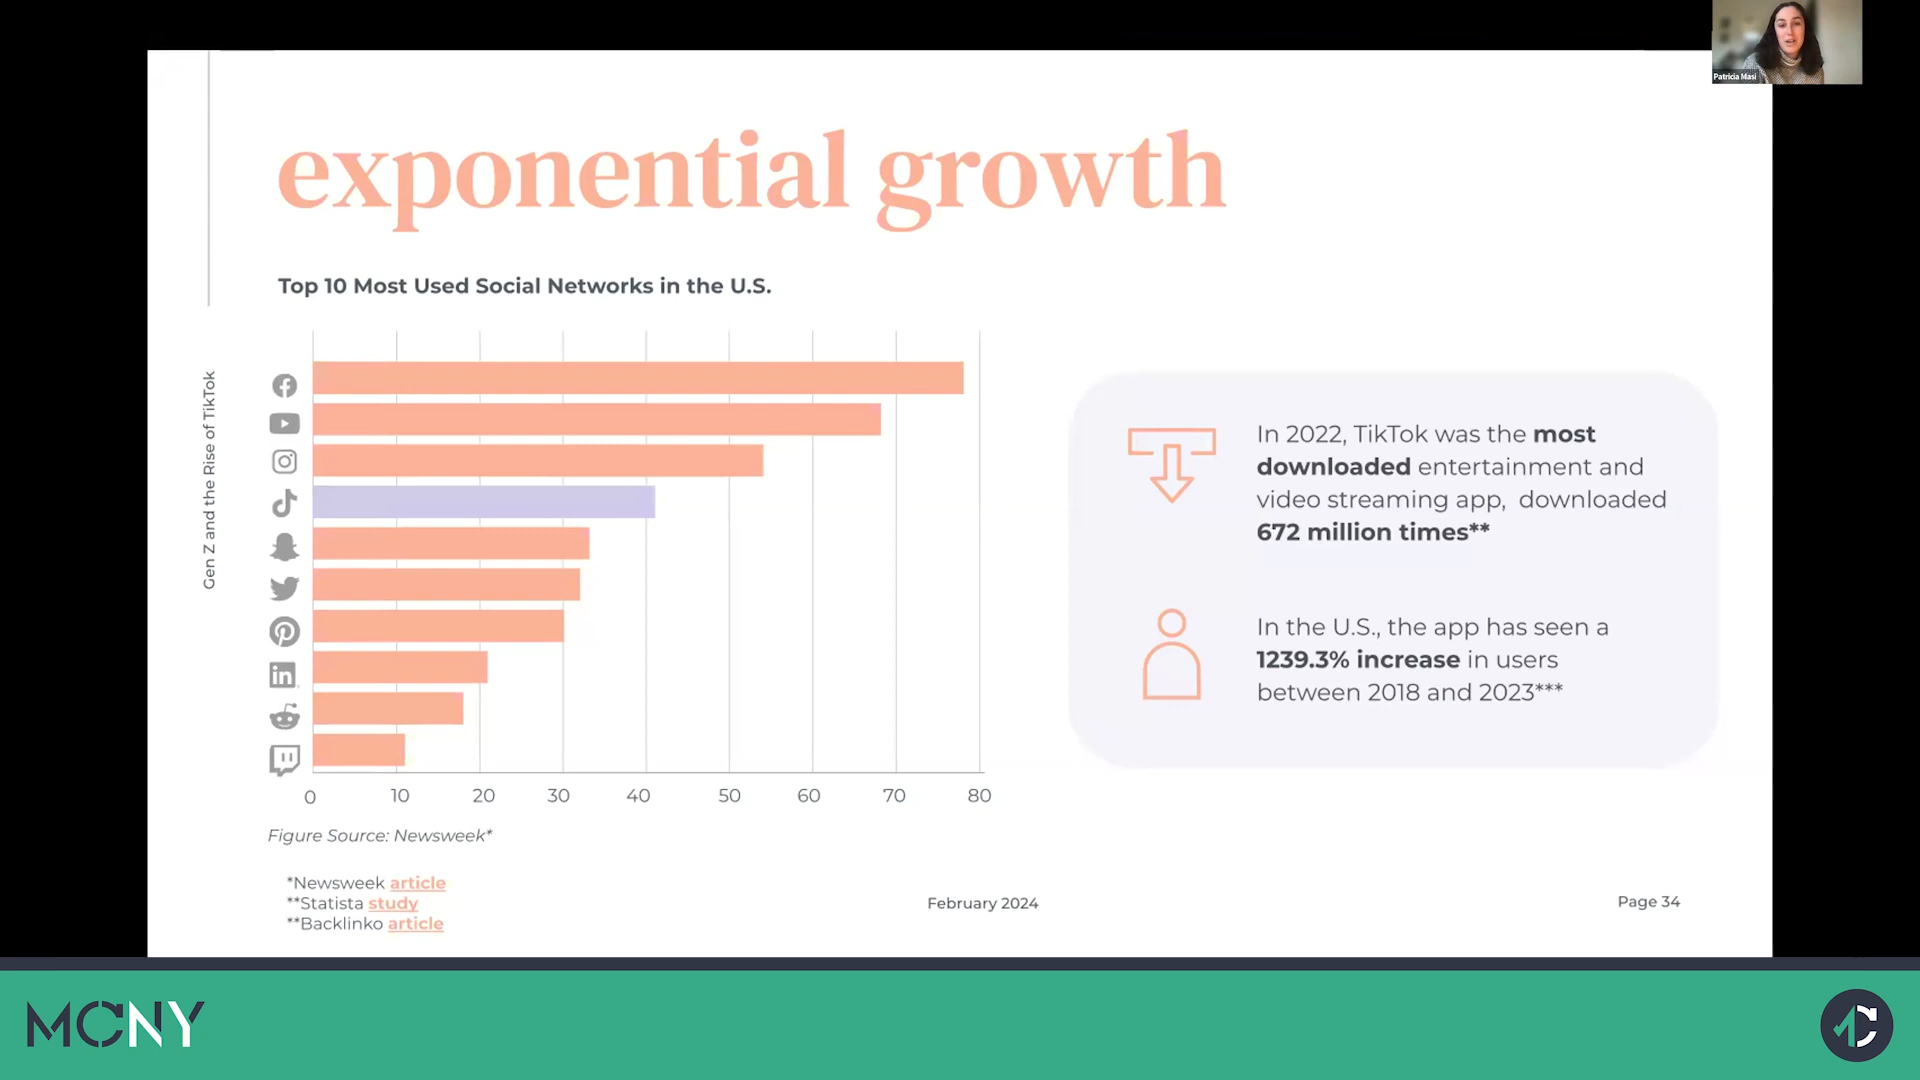 Patricia Masi
exponential growth
Top 10 Most Used Social Networks in the U.S.
Gen Z and the Rise of TikTok
in
0 10 20 30 40 50 60 70 80
Figure Source: Newsweek*
In 2022, TikTok was the most
downloaded entertainment and
video streaming app, downloaded
672 million times**
In the U.S., the app has seen a
1239.3% increase in users
between 2018 and 2023***
*Newsweek article
**Statista study
**Backlinko article
February 2024
Page 34
MCNY